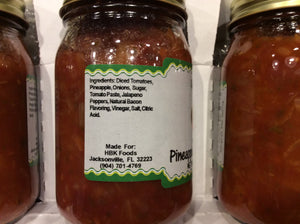 Ingredients: Diced Tomatoes,
Pineapple, Onions, Sugar,
Tomato Paste, Jalapeno
Peppers, Natural Bacon
Flavoring, Vinegar, Salt, Citric
Acid.
Made For:
HBK Foods
Jacksonville, FL 32223
(904) 701-4769
Pineapple